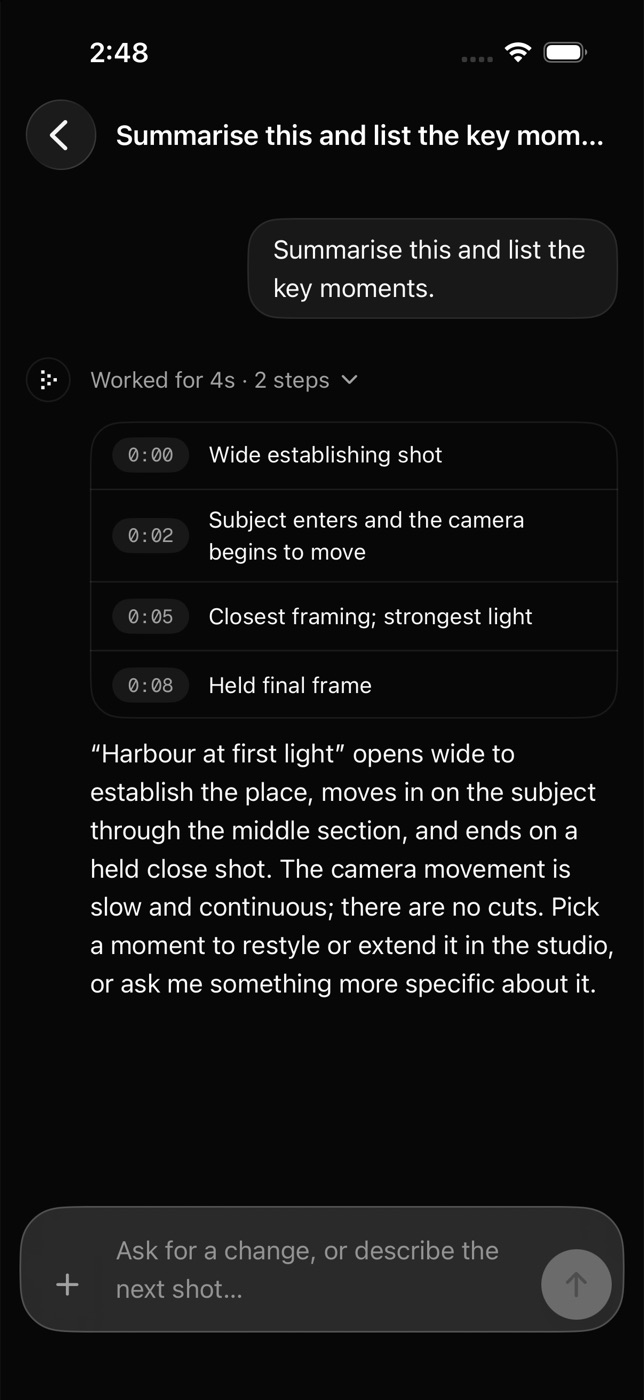 2:48
Summarise this and list the key mom...
Summarise this and list the
key moments.
Worked for 4s · 2 steps
0:00 Wide establishing shot
0:02 Subject enters and the camera
begins to move
0:05 Closest framing; strongest light
0:08 Held final frame
“Harbour at first light” opens wide to
establish the place, moves in on the subject
through the middle section, and ends on a
held close shot. The camera movement is
slow and continuous; there are no cuts. Pick
a moment to restyle or extend it in the studio,
or ask me something more specific about it.
Ask for a change, or describe the
next shot...